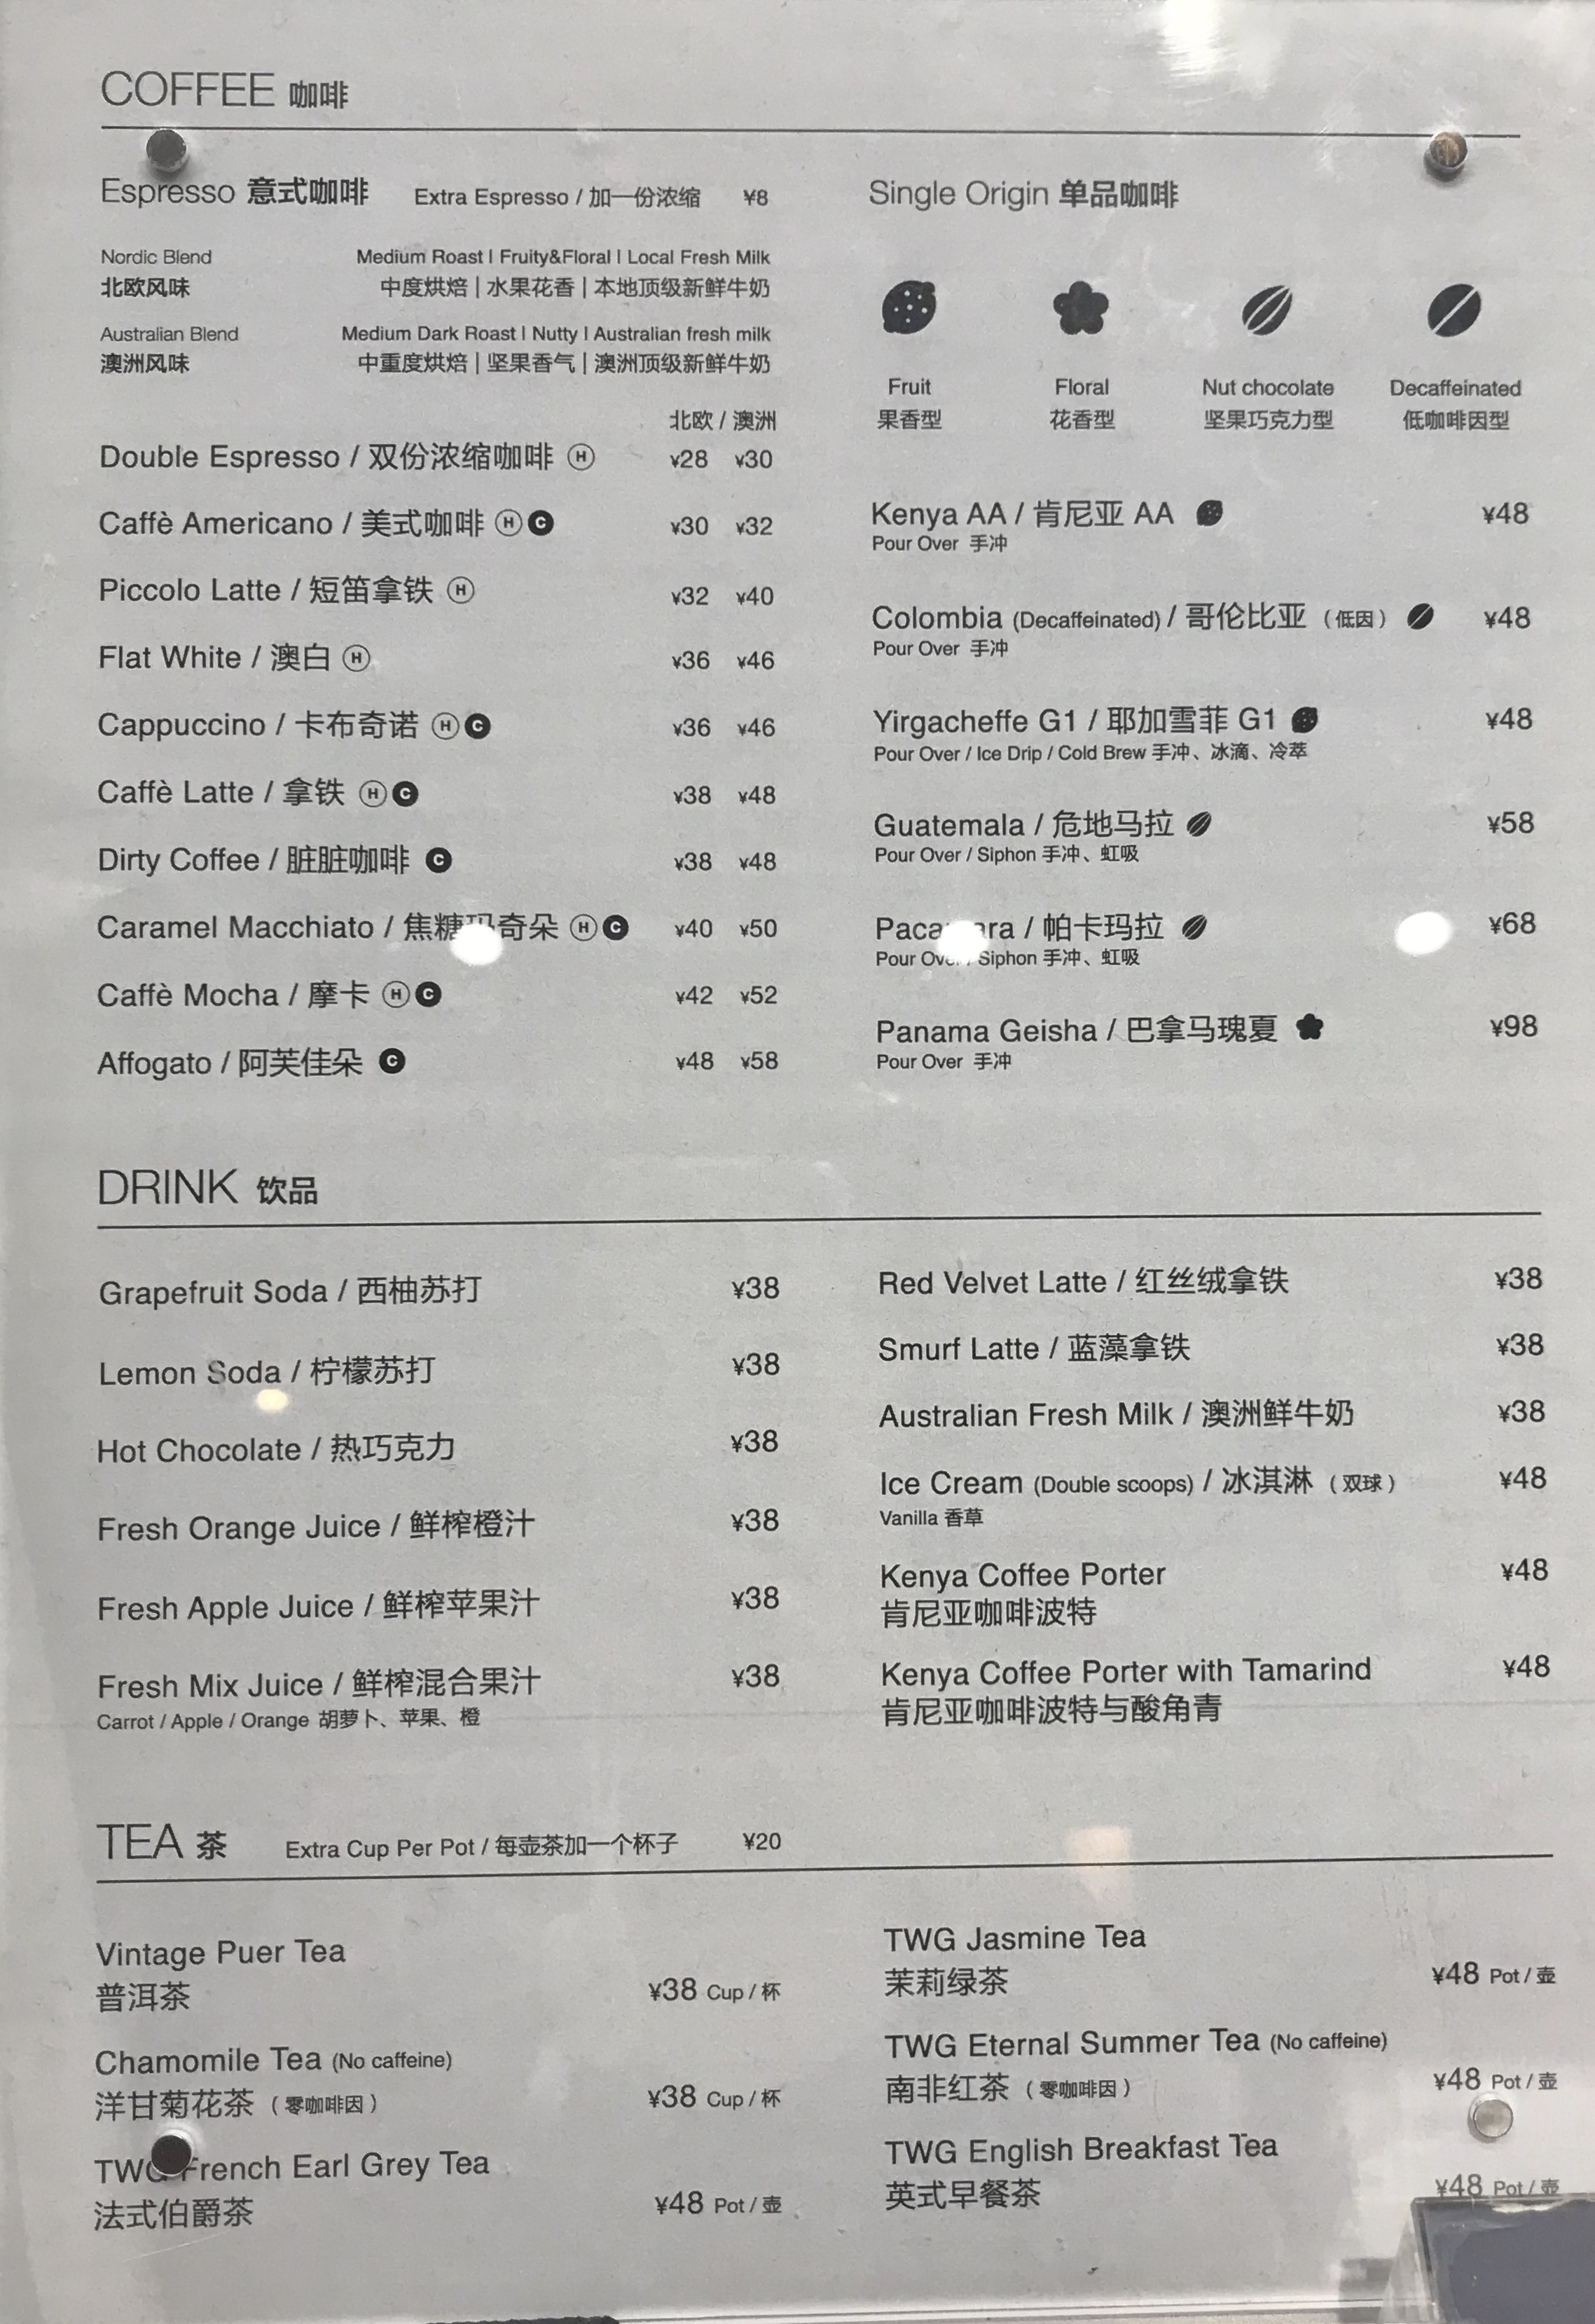 COFFEE 咖啡
Espresso 意式咖啡 Extra Espresso / 加一份浓缩 ¥8
Nordic Blend Medium Roast | Fruity&Floral | Local Fresh Milk
北欧风味 中度烘焙 | 水果花香 | 本地顶级新鲜牛奶
Australian Blend Medium Dark Roast | Nutty | Australian fresh milk
澳洲风味 中重度烘焙 | 坚果香气 | 澳洲顶级新鲜牛奶
北欧 / 澳洲
Double Espresso / 双份浓缩咖啡 H ¥28 ¥30
Caffè Americano / 美式咖啡 H C ¥30 ¥32
Piccolo Latte / 短笛拿铁 H ¥32 ¥40
Flat White / 澳白 H ¥36 ¥46
Cappuccino / 卡布奇诺 H C ¥36 ¥46
Caffè Latte / 拿铁 H C ¥38 ¥48
Dirty Coffee / 脏脏咖啡 C ¥38 ¥48
Caramel Macchiato / 焦糖玛奇朵 H C ¥40 ¥50
Caffè Mocha / 摩卡 H C ¥42 ¥52
Affogato / 阿芙佳朵 C ¥48 ¥58
Single Origin 单品咖啡
Fruit Floral Nut chocolate Decaffeinated
果香型 花香型 坚果巧克力型 低咖啡因型
Kenya AA / 肯尼亚 AA ¥48
Pour Over 手冲
Colombia (Decaffeinated) / 哥伦比亚（低因） ¥48
Pour Over 手冲
Yirgacheffe G1 / 耶加雪菲 G1 ¥48
Pour Over / Ice Drip / Cold Brew 手冲、冰滴、冷萃
Guatemala / 危地马拉 ¥58
Pour Over / Siphon 手冲、虹吸
Pacamara / 帕卡玛拉 ¥68
Pour Over / Siphon 手冲、虹吸
Panama Geisha / 巴拿马瑰夏 ¥98
Pour Over 手冲
DRINK 饮品
Grapefruit Soda / 西柚苏打 ¥38
Lemon Soda / 柠檬苏打 ¥38
Hot Chocolate / 热巧克力 ¥38
Fresh Orange Juice / 鲜榨橙汁 ¥38
Fresh Apple Juice / 鲜榨苹果汁 ¥38
Fresh Mix Juice / 鲜榨混合果汁 ¥38
Carrot / Apple / Orange 胡萝卜、苹果、橙
Red Velvet Latte / 红丝绒拿铁 ¥38
Smurf Latte / 蓝藻拿铁 ¥38
Australian Fresh Milk / 澳洲鲜牛奶 ¥38
Ice Cream (Double scoops) / 冰淇淋（双球） ¥48
Vanilla 香草
Kenya Coffee Porter ¥48
肯尼亚咖啡波特
Kenya Coffee Porter with Tamarind ¥48
肯尼亚咖啡波特与酸角青
TEA 茶 Extra Cup Per Pot / 每壶茶加一个杯子 ¥20
Vintage Puer Tea
普洱茶 ¥38 Cup / 杯
Chamomile Tea (No caffeine)
洋甘菊花茶（零咖啡因） ¥38 Cup / 杯
TWG French Earl Grey Tea
法式伯爵茶 ¥48 Pot / 壶
TWG Jasmine Tea
茉莉绿茶 ¥48 Pot / 壶
TWG Eternal Summer Tea (No caffeine)
南非红茶（零咖啡因） ¥48 Pot / 壶
TWG English Breakfast Tea
英式早餐茶 ¥48 Pot / 壶